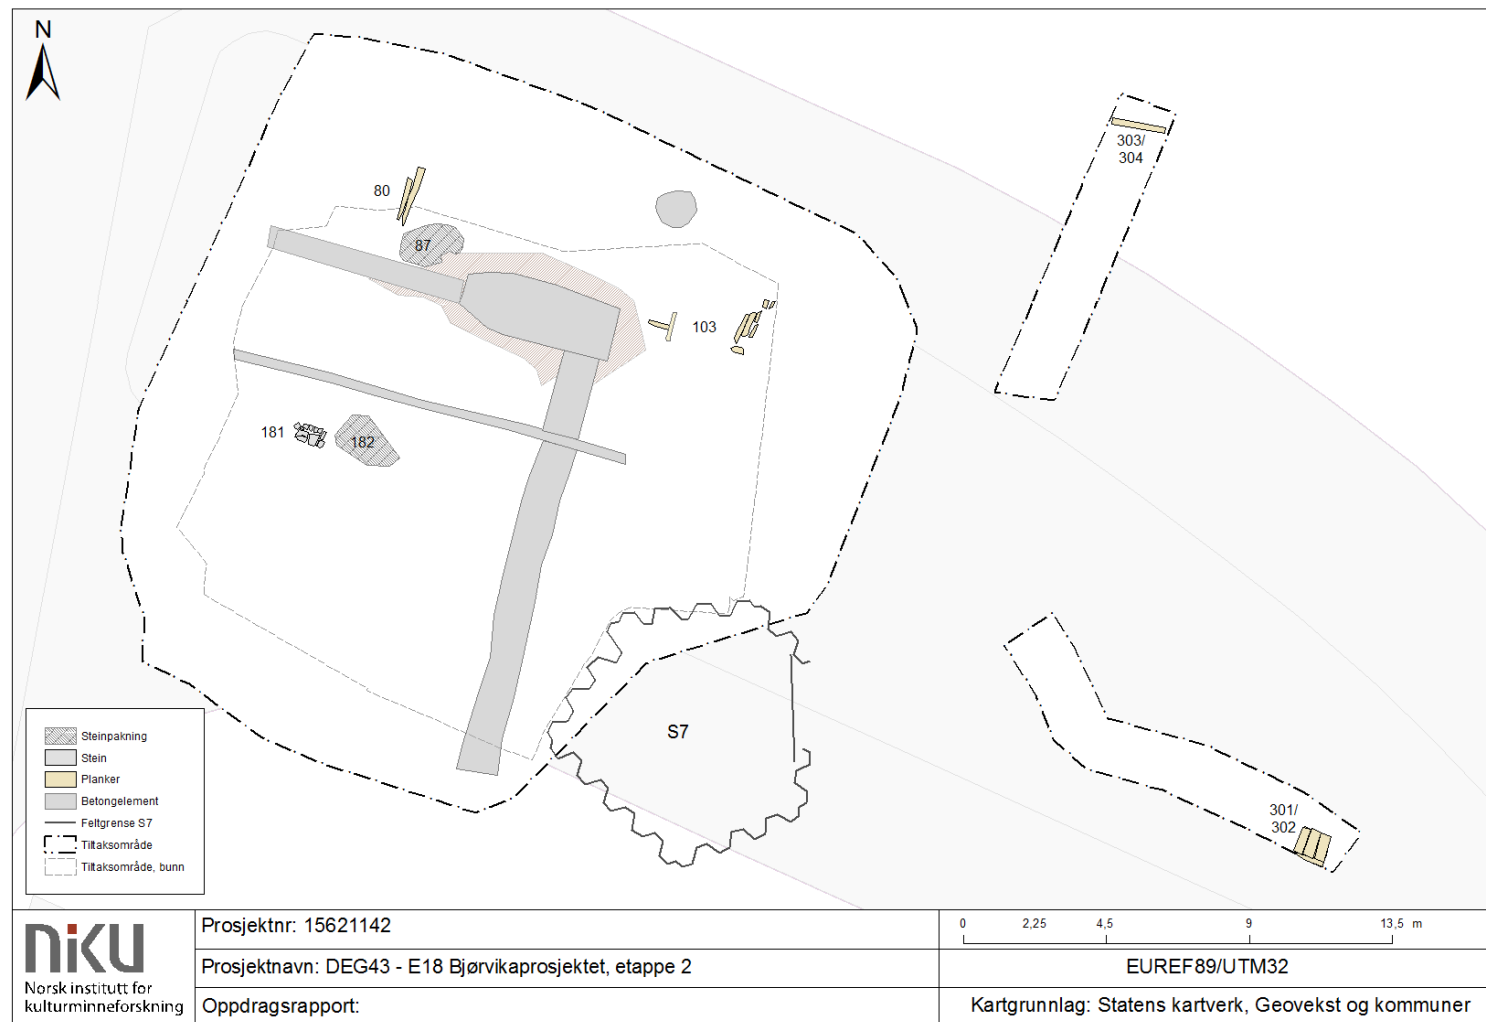 N
80
87
303/
304
103
181
182
S7
301/
302
Steinpakning
Stein
Planker
Betongelement
Feltgrense S7
Tiltaksområde
Tiltaksområde, bunn
niku
Norsk institutt for
kulturminneforskning
Prosjektnr: 15621142
Prosjektnavn: DEG43 - E18 Bjørvikaprosjektet, etappe 2
Oppdragsrapport:
0 2,25 4,5 9 13,5 m
EUREF89/UTM32
Kartgrunnlag: Statens kartverk, Geovekst og kommuner